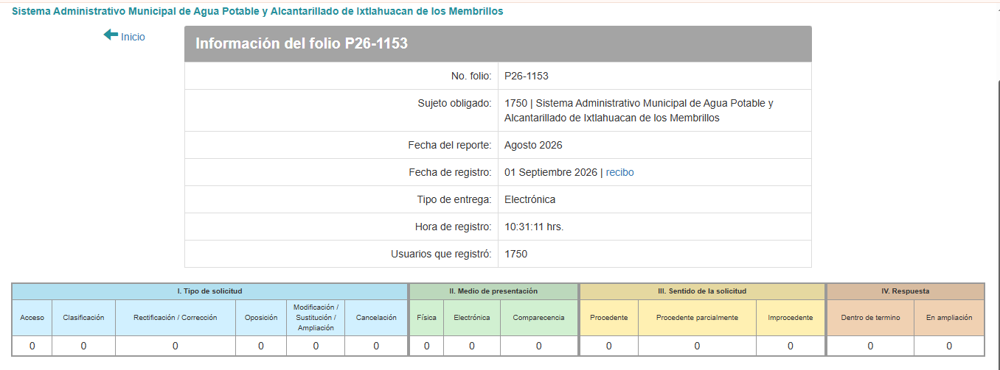 Sistema Administrativo Municipal de Agua Potable y Alcantarillado de Ixtlahuacan de los Membrillos
Inicio
Información del folio P26-1153
No. folio: P26-1153
Sujeto obligado: 1750 | Sistema Administrativo Municipal de Agua Potable y
Alcantarillado de Ixtlahuacan de los Membrillos
Fecha del reporte: Agosto 2026
Fecha de registro: 01 Septiembre 2026 | recibo
Tipo de entrega: Electrónica
Hora de registro: 10:31:11 hrs.
Usuarios que registró: 1750
I. Tipo de solicitud II. Medio de presentación III. Sentido de la solicitud IV. Respuesta
Acceso Clasificación Rectificación / Corrección Oposición Modificación / Sustitución / Ampliación Cancelación Física Electrónica Comparecencia Procedente Procedente parcialmente Improcedente Dentro de termino En ampliación
0 0 0 0 0 0 0 0 0 0 0 0 0 0